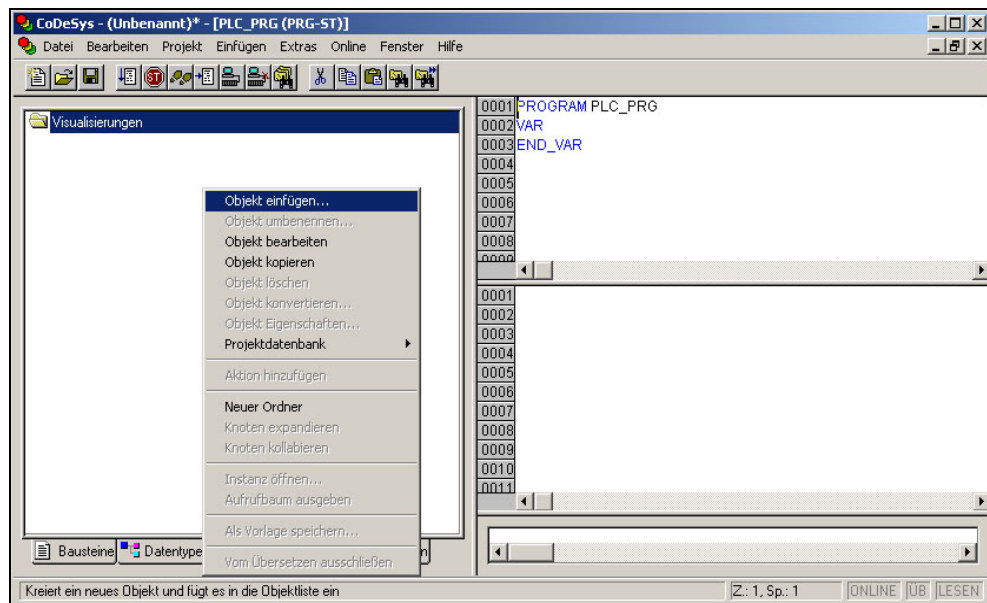 CoDeSys - (Unbenannt)* - [PLC_PRG (PRG-ST)]
Datei Bearbeiten Projekt Einfügen Extras Online Fenster Hilfe
Visualisierungen
Objekt einfügen...
Objekt umbenennen...
Objekt bearbeiten
Objekt kopieren
Objekt löschen
Objekt konvertieren...
Objekt Eigenschaften...
Projektdatenbank
Aktion hinzufügen
Neuer Ordner
Knoten expandieren
Knoten kollabieren
Instanz öffnen...
Aufrufbaum ausgeben
Als Vorlage speichern...
Vom Übersetzen ausschließen
Bausteine Datentype n
0001 PROGRAM PLC_PRG
0002 VAR
0003 END_VAR
0004
0005
0006
0007
0008
0009
0001
0002
0003
0004
0005
0006
0007
0008
0009
0010
0011
Kreiert ein neues Objekt und fügt es in die Objektliste ein Z.: 1, Sp.: 1 ONLINE ÜB LESEN